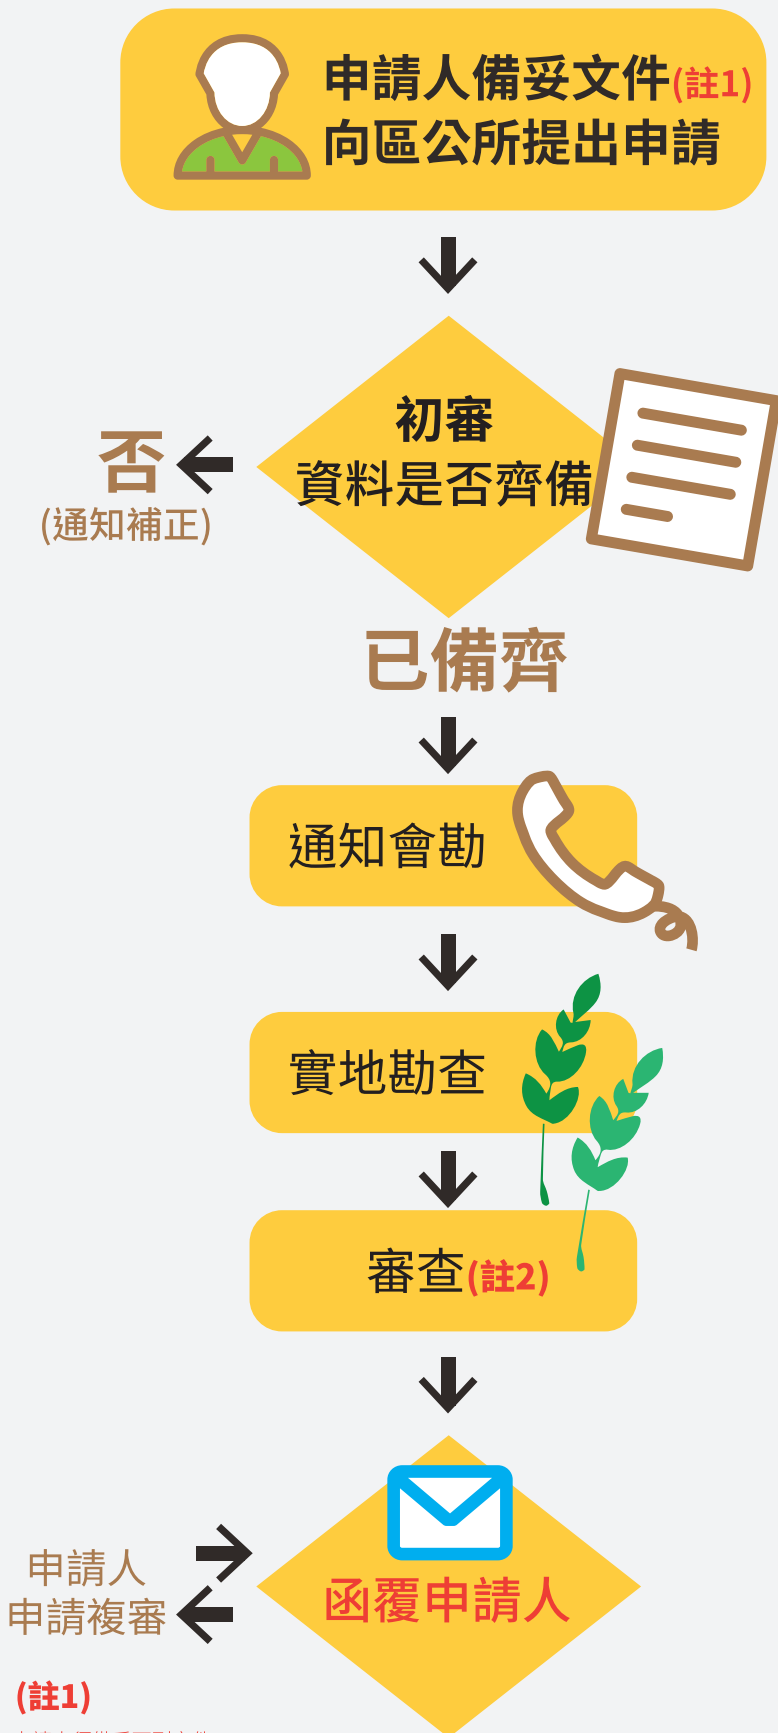 申請人備妥文件(註1)
向區公所提出申請
初審
資料是否齊備
否
(通知補正)
已備齊
通知會勘
實地勘查
審查(註2)
函覆申請人
申請人
申請複審
(註1)